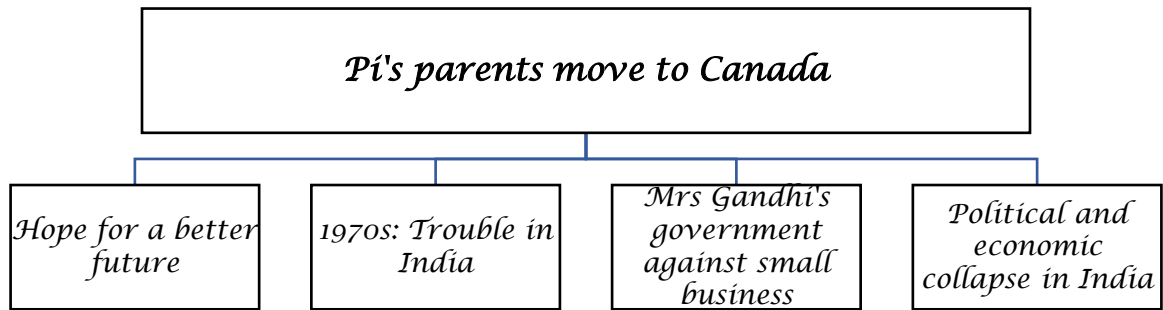 Pi's parents move to Canada
Hope for a better
future
1970s: Trouble in
India
Mrs Gandhi's
government
against small
business
Political and
economic
collapse in India